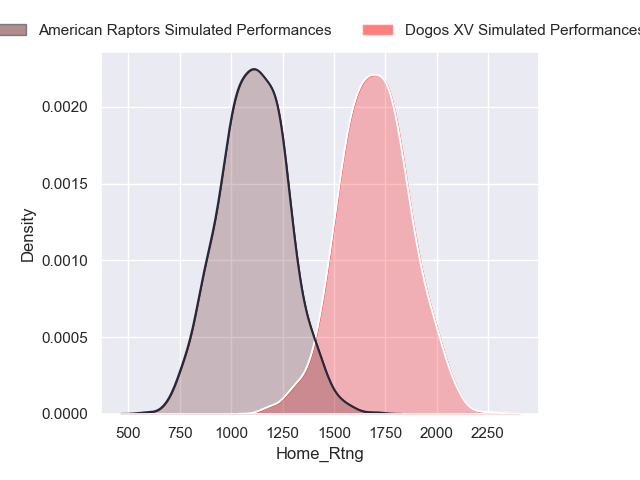 American Raptors Simulated Performances
Dogos XV Simulated Performances
0.0020
0.0015
0.0010
0.0005
0.0000
Density
500 750 1000 1250 1500 1750 2000 2250
Home_Rtng